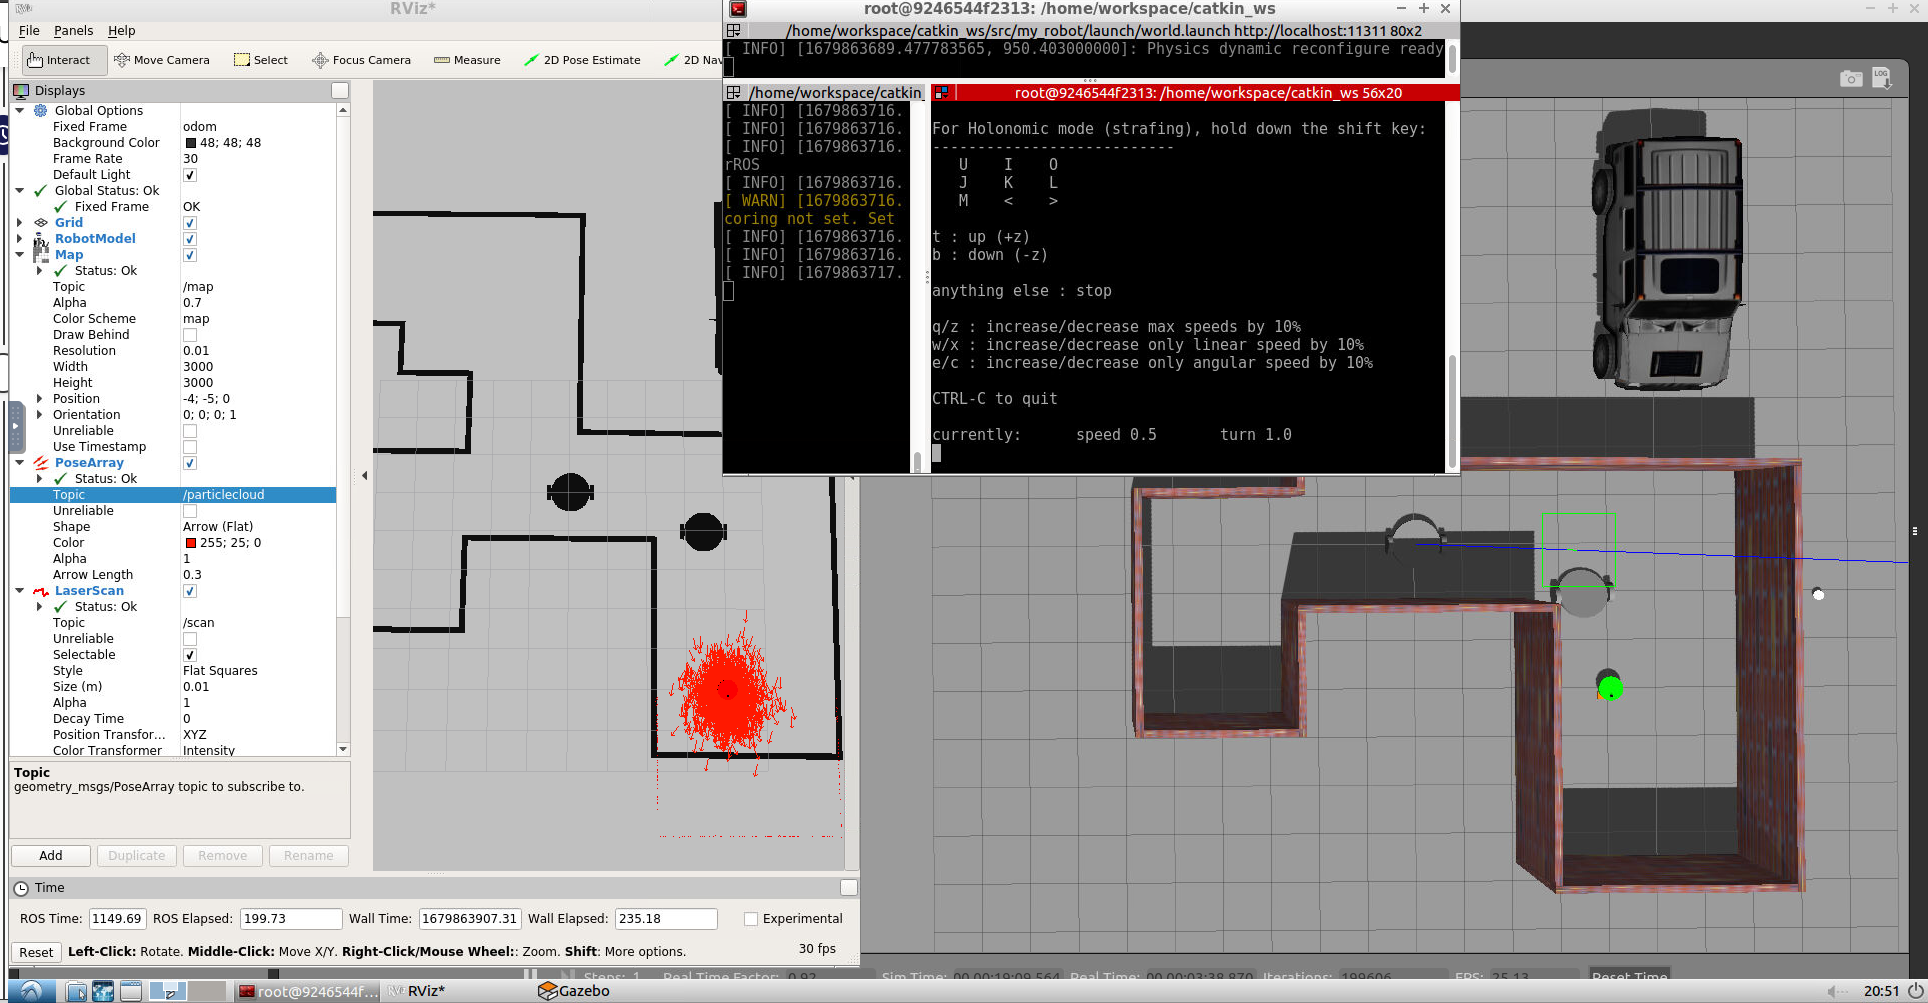 RViz*
File Panels Help
Interact Move Camera Select Focus Camera Measure 2D Pose Estimate 2D Nav
Displays
Global Options
Fixed Frame odom
Background Color 48; 48; 48
Frame Rate 30
Default Light
Global Status: Ok
Fixed Frame OK
Grid
RobotModel
Map
Status: Ok
Topic /map
Alpha 0.7
Color Scheme map
Draw Behind
Resolution 0.01
Width 3000
Height 3000
Position -4; -5; 0
Orientation 0; 0; 0; 1
Unreliable
Use Timestamp
PoseArray
Status: Ok
Topic /particlecloud
Unreliable
Shape Arrow (Flat)
Color 255; 25; 0
Alpha 1
Arrow Length 0.3
LaserScan
Status: Ok
Topic /scan
Unreliable
Selectable
Style Flat Squares
Size (m) 0.01
Alpha 1
Decay Time 0
Position Transfor... XYZ
Color Transformer Intensity
Topic
geometry_msgs/PoseArray topic to subscribe to.
Add Duplicate Remove Rename
Time
ROS Time: 1149.69 ROS Elapsed: 199.73 Wall Time: 1679863907.31 Wall Elapsed: 235.18 Experimental
Reset Left-Click: Rotate. Middle-Click: Move X/Y. Right-Click/Mouse Wheel:: Zoom. Shift: More options. 30 fps
root@9246544f2313: /home/workspace/catkin_ws
/home/workspace/catkin_ws/src/my_robot/launch/world.launch http://localhost:11311 80x2
[ INFO] [1679863689.477783565, 950.403000000]: Physics dynamic reconfigure ready
/home/workspace/catkin_
[ INFO] [1679863716.
[ INFO] [1679863716.
[ INFO] [1679863716.
rROS
[ INFO] [1679863716.
[ WARN] [1679863716.
coring not set. Set
[ INFO] [1679863716.
[ INFO] [1679863716.
[ INFO] [1679863717.
root@9246544f2313: /home/workspace/catkin_ws 56x20
For Holonomic mode (strafing), hold down the shift key:
---------------------------
U I O
J K L
M < >
t : up (+z)
b : down (-z)
anything else : stop
q/z : increase/decrease max speeds by 10%
w/x : increase/decrease only linear speed by 10%
e/c : increase/decrease only angular speed by 10%
CTRL-C to quit
currently: speed 0.5 turn 1.0
LOG
Steps: 1 Real Time Factor: 0.92 Sim Time: 00 00:19:09.564 Real Time: 00 00:03:38.870 Iterations: 199606 FPS: 25.13 Reset Time
root@9246544f... RViz* Gazebo 20:51